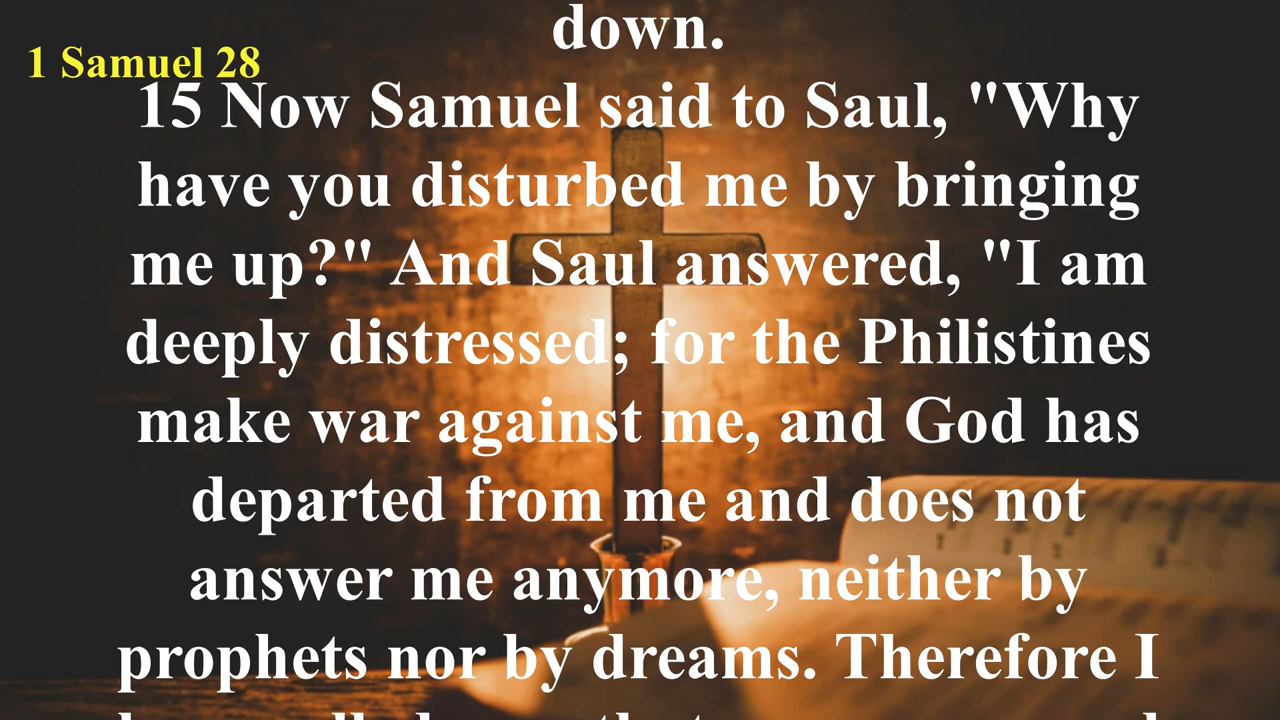 down.
1 Samuel 28
15 Now Samuel said to Saul, "Why
have you disturbed me by bringing
me up?" And Saul answered, "I am
deeply distressed; for the Philistines
make war against me, and God has
departed from me and does not
answer me anymore, neither by
prophets nor by dreams. Therefore I